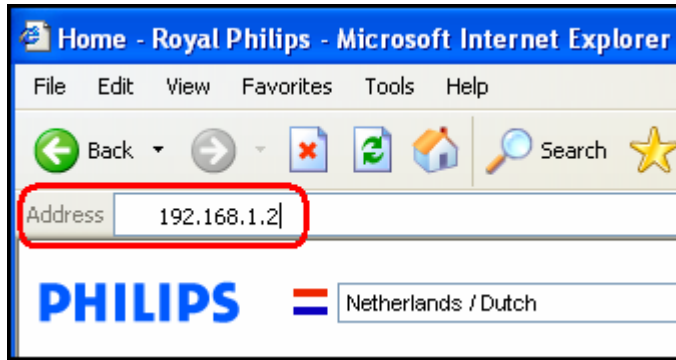 Home - Royal Philips - Microsoft Internet Explorer
File Edit View Favorites Tools Help
Back Search
Address 192.168.1.2
PHILIPS Netherlands / Dutch